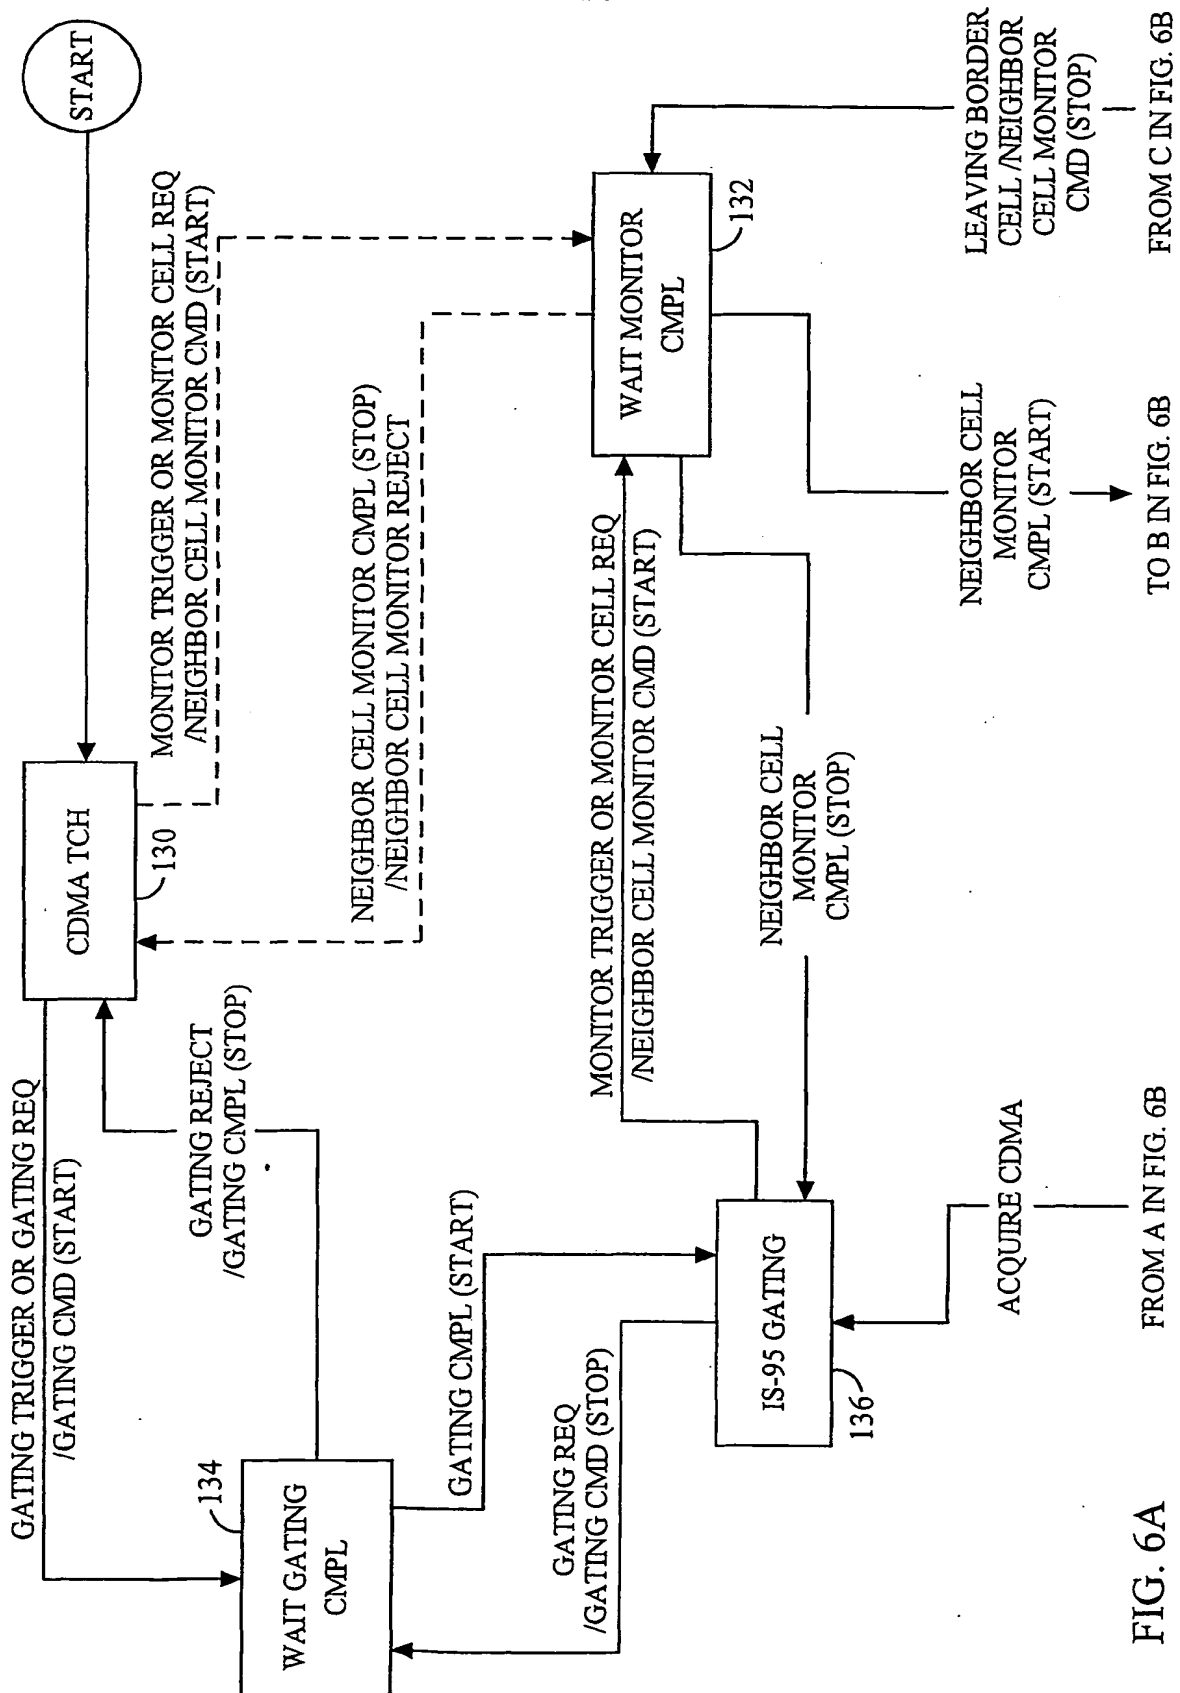 START
GATING TRIGGER OR GATING REQ
/GATING CMD (START)
CDMA TCH
130
MONITOR TRIGGER OR MONITOR CELL REQ
/NEIGHBOR CELL MONITOR CMD (START)
GATING REJECT
/GATING CMPL (STOP)
134
WAIT GATING
CMPL
NEIGHBOR CELL MONITOR CMPL (STOP)
/NEIGHBOR CELL MONITOR REJECT
GATING CMPL (START)
GATING REQ
/GATING CMD (STOP)
MONITOR TRIGGER OR MONITOR CELL REQ
/NEIGHBOR CELL MONITOR CMD (START)
WAIT MONITOR
CMPL
132
IS-95 GATING
136
NEIGHBOR CELL
MONITOR
CMPL (STOP)
ACQUIRE CDMA
FROM A IN FIG. 6B
NEIGHBOR CELL
MONITOR
CMPL (START)
TO B IN FIG. 6B
LEAVING BORDER
CELL /NEIGHBOR
CELL MONITOR
CMD (STOP)
FROM C IN FIG. 6B
FIG. 6A